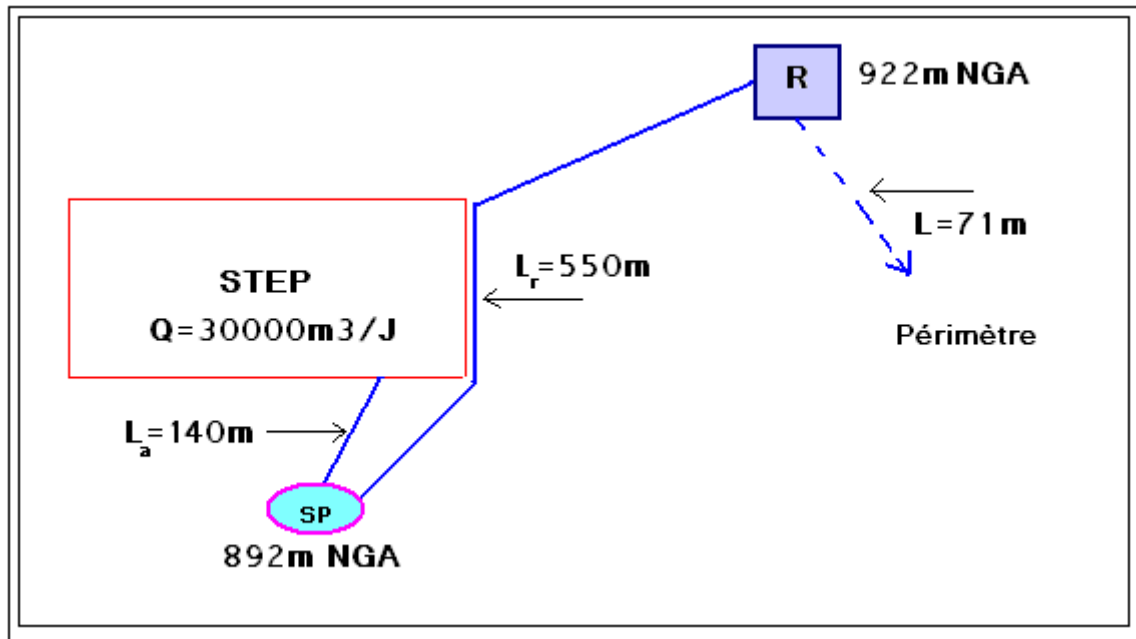 R
922m NGA
L=71m
STEP
Q=30000m3/J
Lr=550m
Périmètre
La=140m
SP
892m NGA